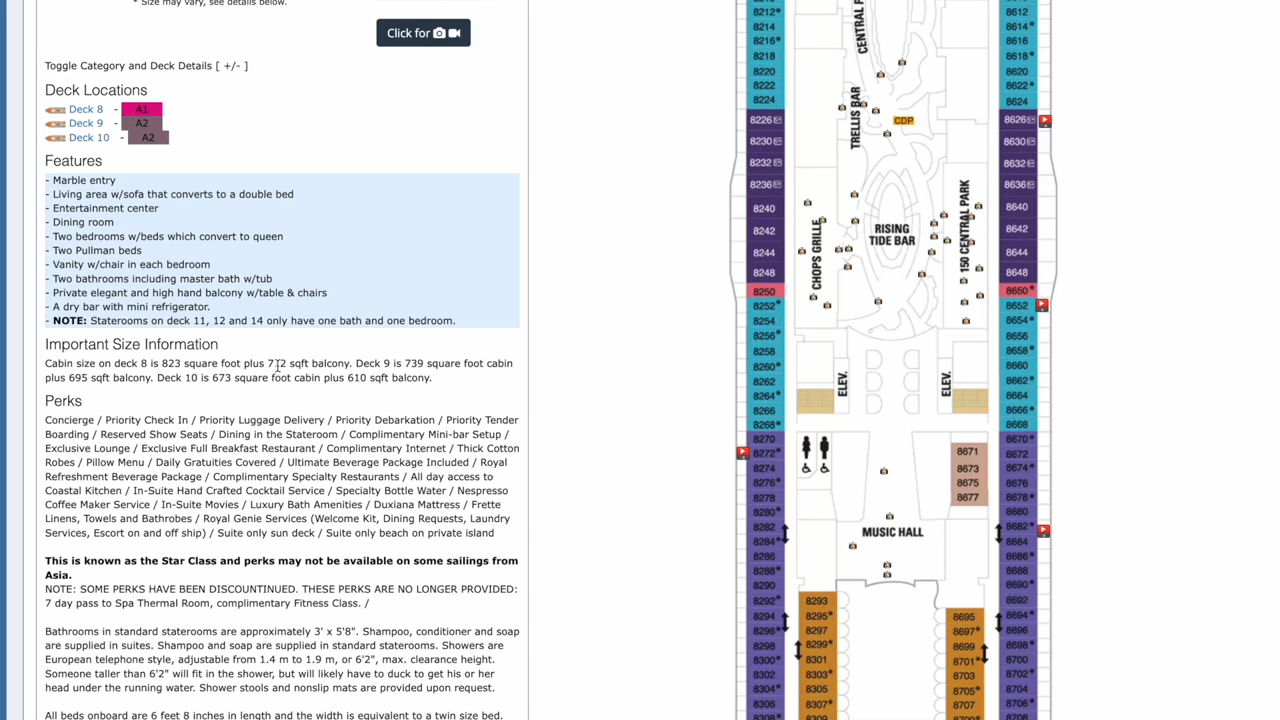 * Size may vary, see details below.
Click for
Toggle Category and Deck Details [ +/- ]
Deck Locations
Deck 8 - A1
Deck 9 - A2
Deck 10 - A2
Features
- Marble entry
- Living area w/sofa that converts to a double bed
- Entertainment center
- Dining room
- Two bedrooms w/beds which convert to queen
- Two Pullman beds
- Vanity w/chair in each bedroom
- Two bathrooms including master bath w/tub
- Private elegant and high hand balcony w/table & chairs
- A dry bar with mini refrigerator.
- NOTE: Staterooms on deck 11, 12 and 14 only have one bath and one bedroom.
Important Size Information
Cabin size on deck 8 is 823 square foot plus 772 sqft balcony. Deck 9 is 739 square foot cabin
plus 695 sqft balcony. Deck 10 is 673 square foot cabin plus 610 sqft balcony.
Perks
Concierge / Priority Check In / Priority Luggage Delivery / Priority Debarkation / Priority Tender
Boarding / Reserved Show Seats / Dining in the Stateroom / Complimentary Mini-bar Setup /
Exclusive Lounge / Exclusive Full Breakfast Restaurant / Complimentary Internet / Thick Cotton
Robes / Pillow Menu / Daily Gratuities Covered / Ultimate Beverage Package Included / Royal
Refreshment Beverage Package / Complimentary Specialty Restaurants / All day access to
Coastal Kitchen / In-Suite Hand Crafted Cocktail Service / Specialty Bottle Water / Nespresso
Coffee Maker Service / In-Suite Movies / Luxury Bath Amenities / Duxiana Mattress / Frette
Linens, Towels and Bathrobes / Royal Genie Services (Welcome Kit, Dining Requests, Laundry
Services, Escort on and off ship) / Suite only sun deck / Suite only beach on private island
This is known as the Star Class and perks may not be available on some sailings from
Asia.
NOTE: SOME PERKS HAVE BEEN DISCONTINUED. THESE PERKS ARE NO LONGER PROVIDED:
7 day pass to Spa Thermal Room, complimentary Fitness Class. /
Bathrooms in standard staterooms are approximately 3' x 5'8". Shampoo, conditioner and soap
are supplied in suites. Shampoo and soap are supplied in standard staterooms. Showers are
European telephone style, adjustable from 1.4 m to 1.9 m, or 6'2", max. clearance height.
Someone taller than 6'2" will fit in the shower, but will likely have to duck to get his or her
head under the running water. Shower stools and nonslip mats are provided upon request.
All beds onboard are 6 feet 8 inches in length and the width is equivalent to a twin size bed.
8212*
8214
8216*
8218
8220
8222
8224
8226
8230
8232
8236
8240
8242
8244
8248
8250
8252*
8254
8256*
8258
8260*
8262
8264*
8266
8268*
8270
8272*
8274
8276*
8278
8280*
8282
8284*
8286
8288*
8290
8292*
8294
8296*
8298
8300*
8302
8304*
8306
8308*
CENTRAL P
TRELLIS BAR
CDP
CHOPS GRILLE
RISING
TIDE BAR
150 CENTRAL PARK
ELEV.
ELEV.
MUSIC HALL
8293
8295*
8297
8299*
8301
8303*
8305
8307
8309
8671
8673
8675
8677
8695
8697*
8699
8701*
8703
8705*
8707
8709*
8612
8614*
8616
8618*
8620
8622*
8624
8626
8630
8632
8636
8640
8642
8644
8648
8650*
8652
8654*
8656
8658*
8660
8662*
8664
8666*
8668
8670*
8672
8674*
8676
8678*
8680
8682*
8684
8686*
8688
8690*
8692
8694*
8696
8698*
8700
8702*
8704
8706*
8708